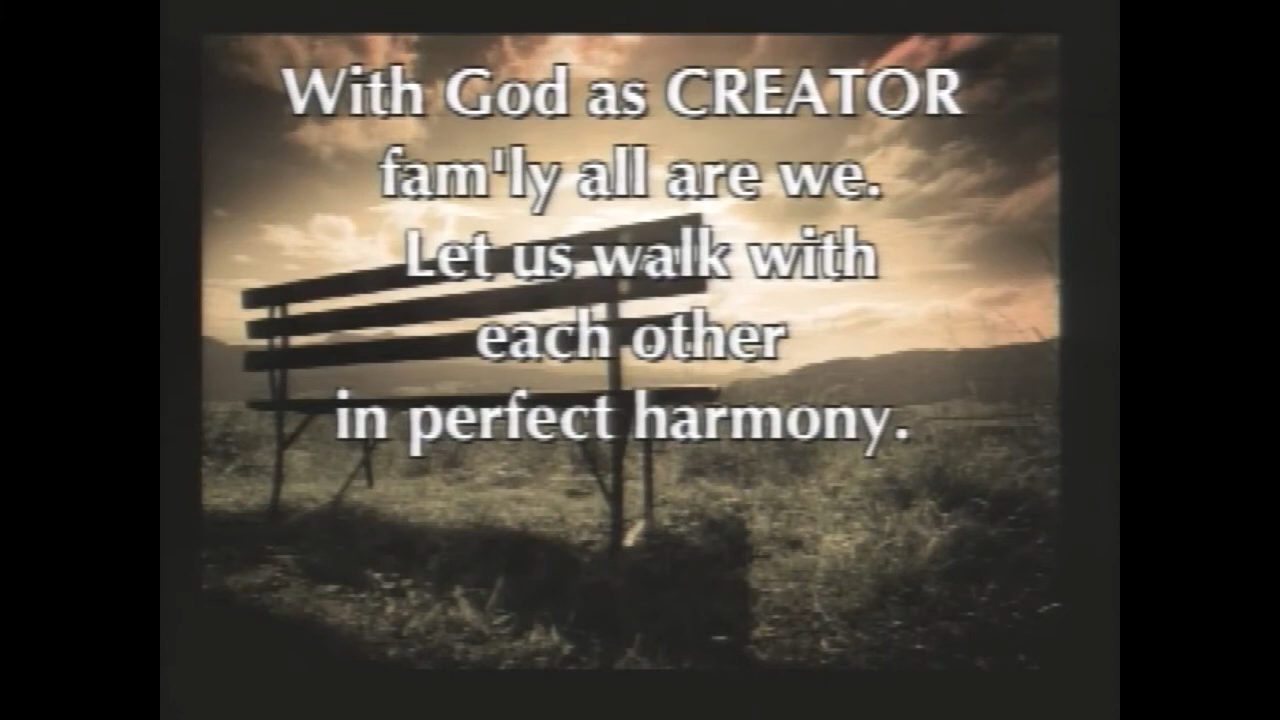 With God as CREATOR
fam'ly all are we.
Let us walk with
each other
in perfect harmony.